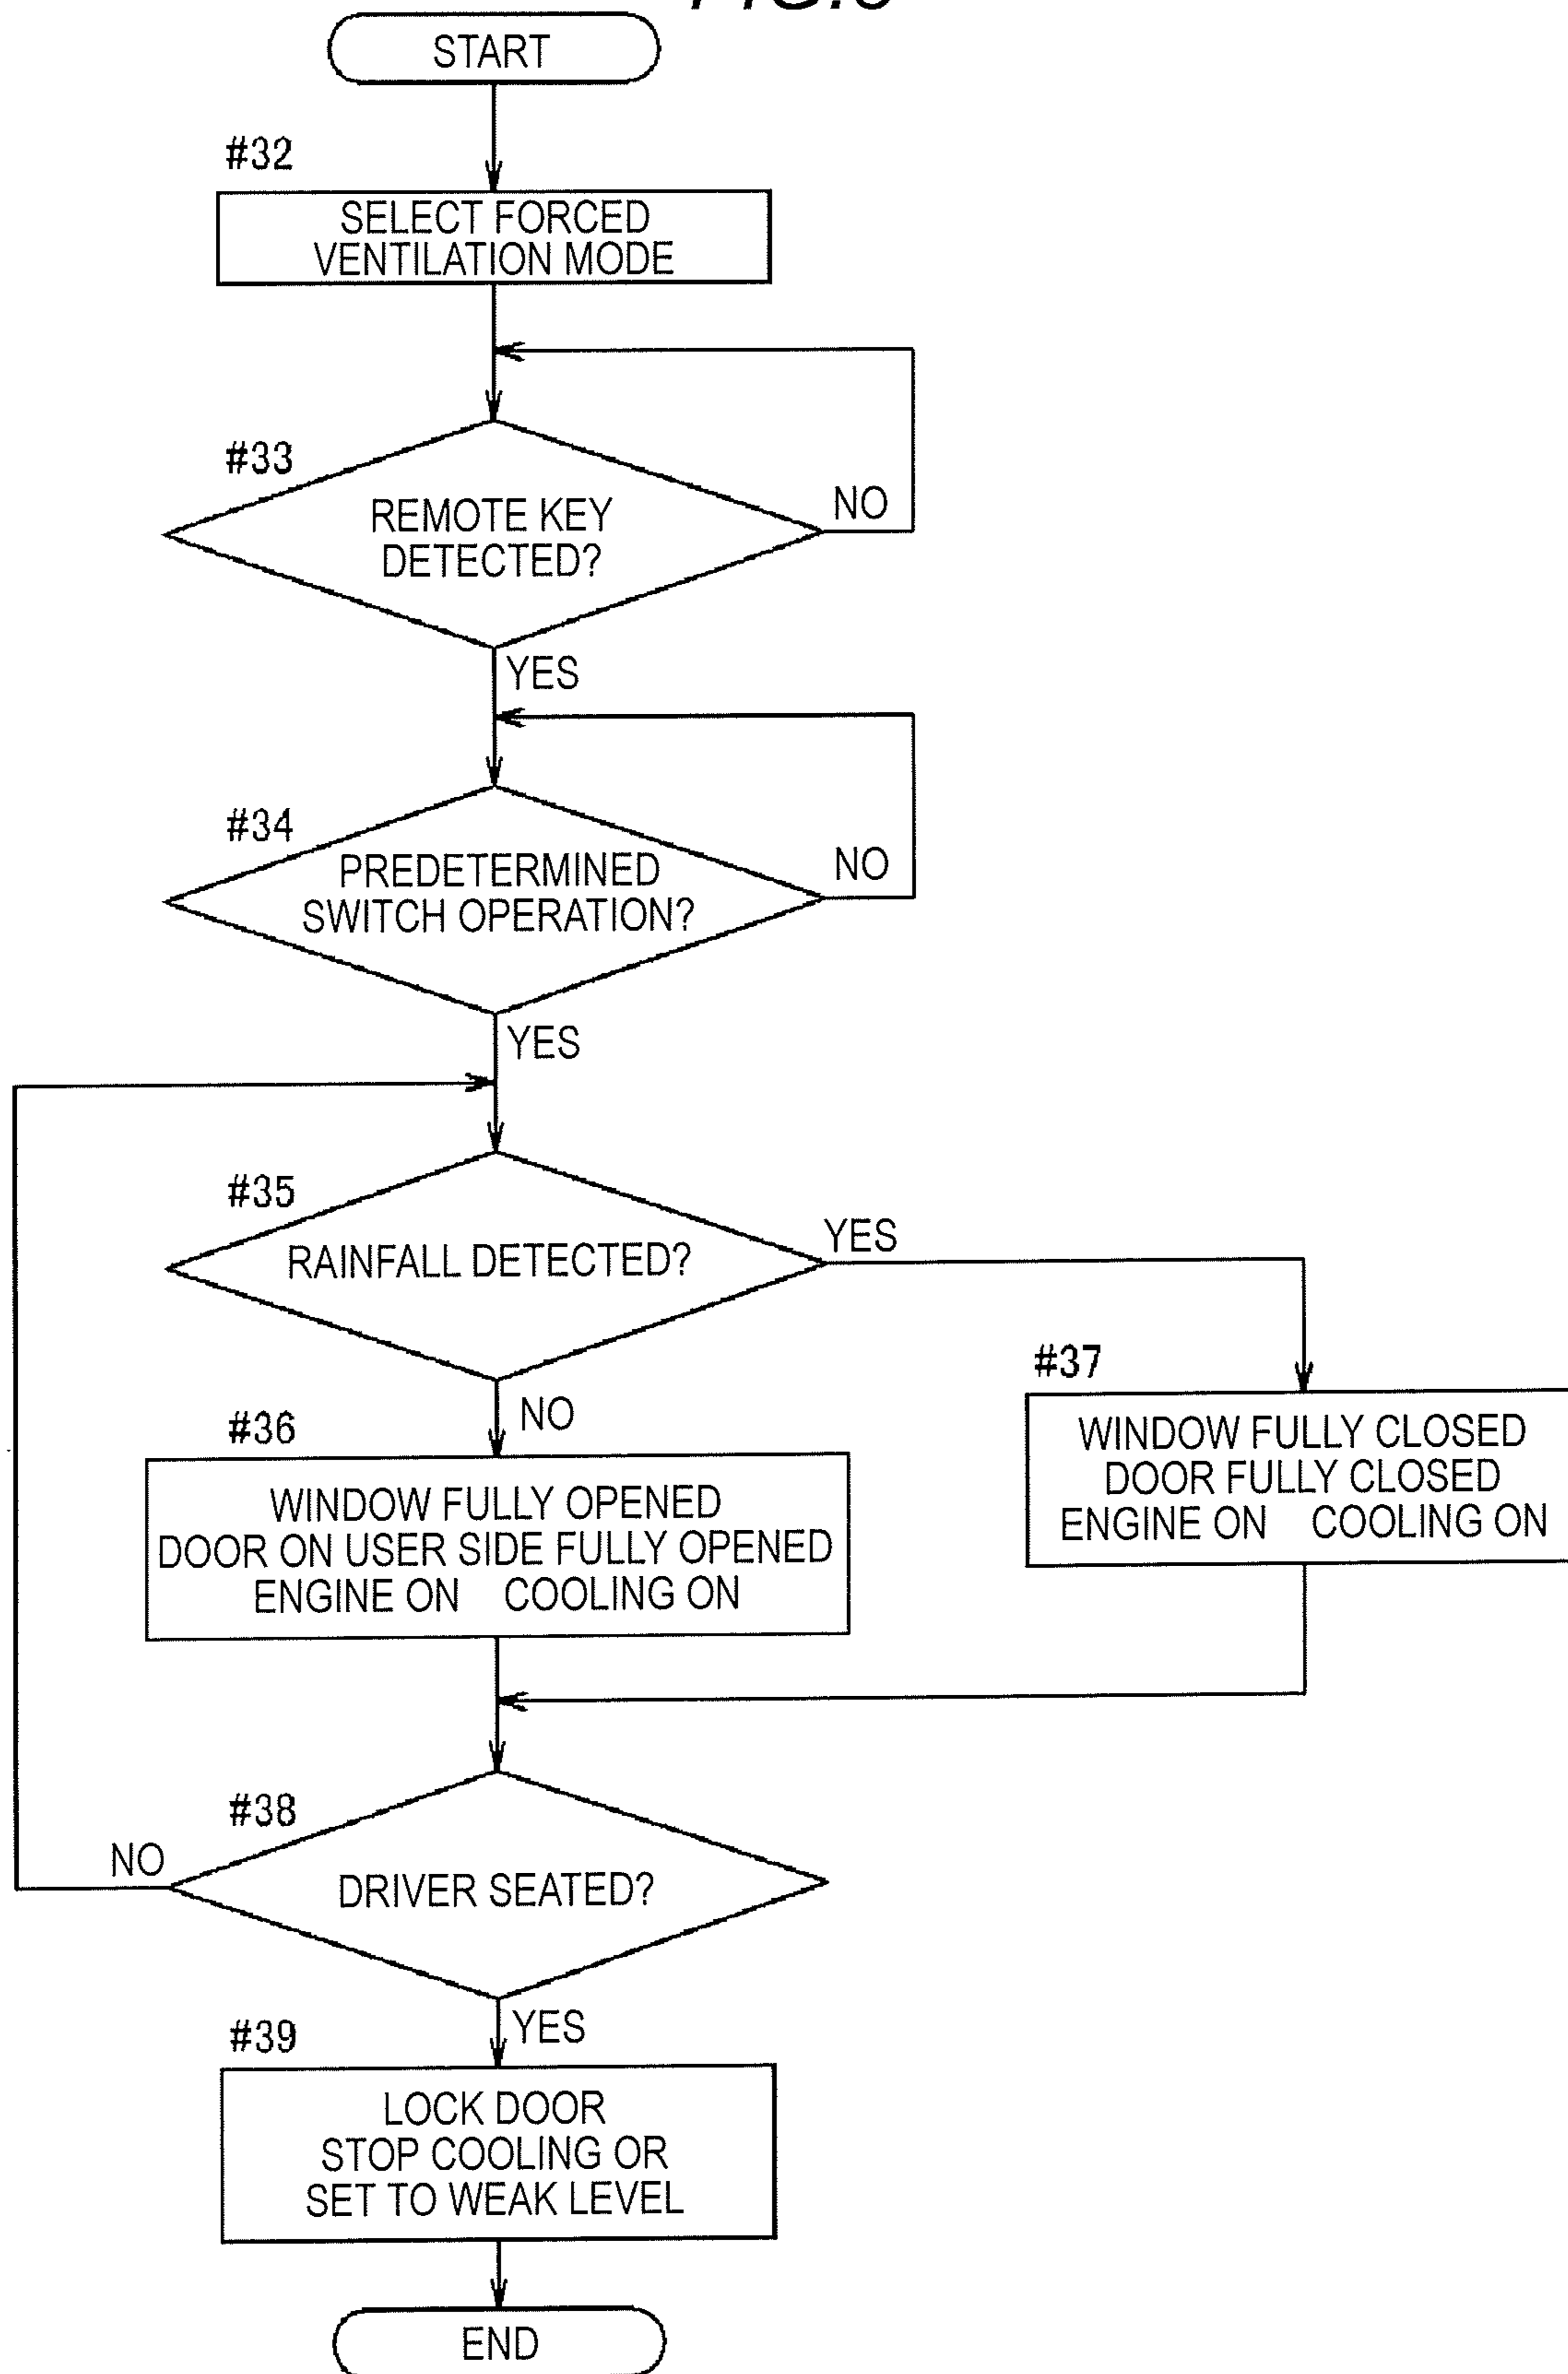 START
#32
SELECT FORCED
VENTILATION MODE
#33
REMOTE KEY
DETECTED?
NO
YES
#34
PREDETERMINED
SWITCH OPERATION?
NO
YES
#35
RAINFALL DETECTED?
YES
NO
#36
WINDOW FULLY OPENED
DOOR ON USER SIDE FULLY OPENED
ENGINE ON COOLING ON
#37
WINDOW FULLY CLOSED
DOOR FULLY CLOSED
ENGINE ON COOLING ON
#38
DRIVER SEATED?
NO
YES
#39
LOCK DOOR
STOP COOLING OR
SET TO WEAK LEVEL
END